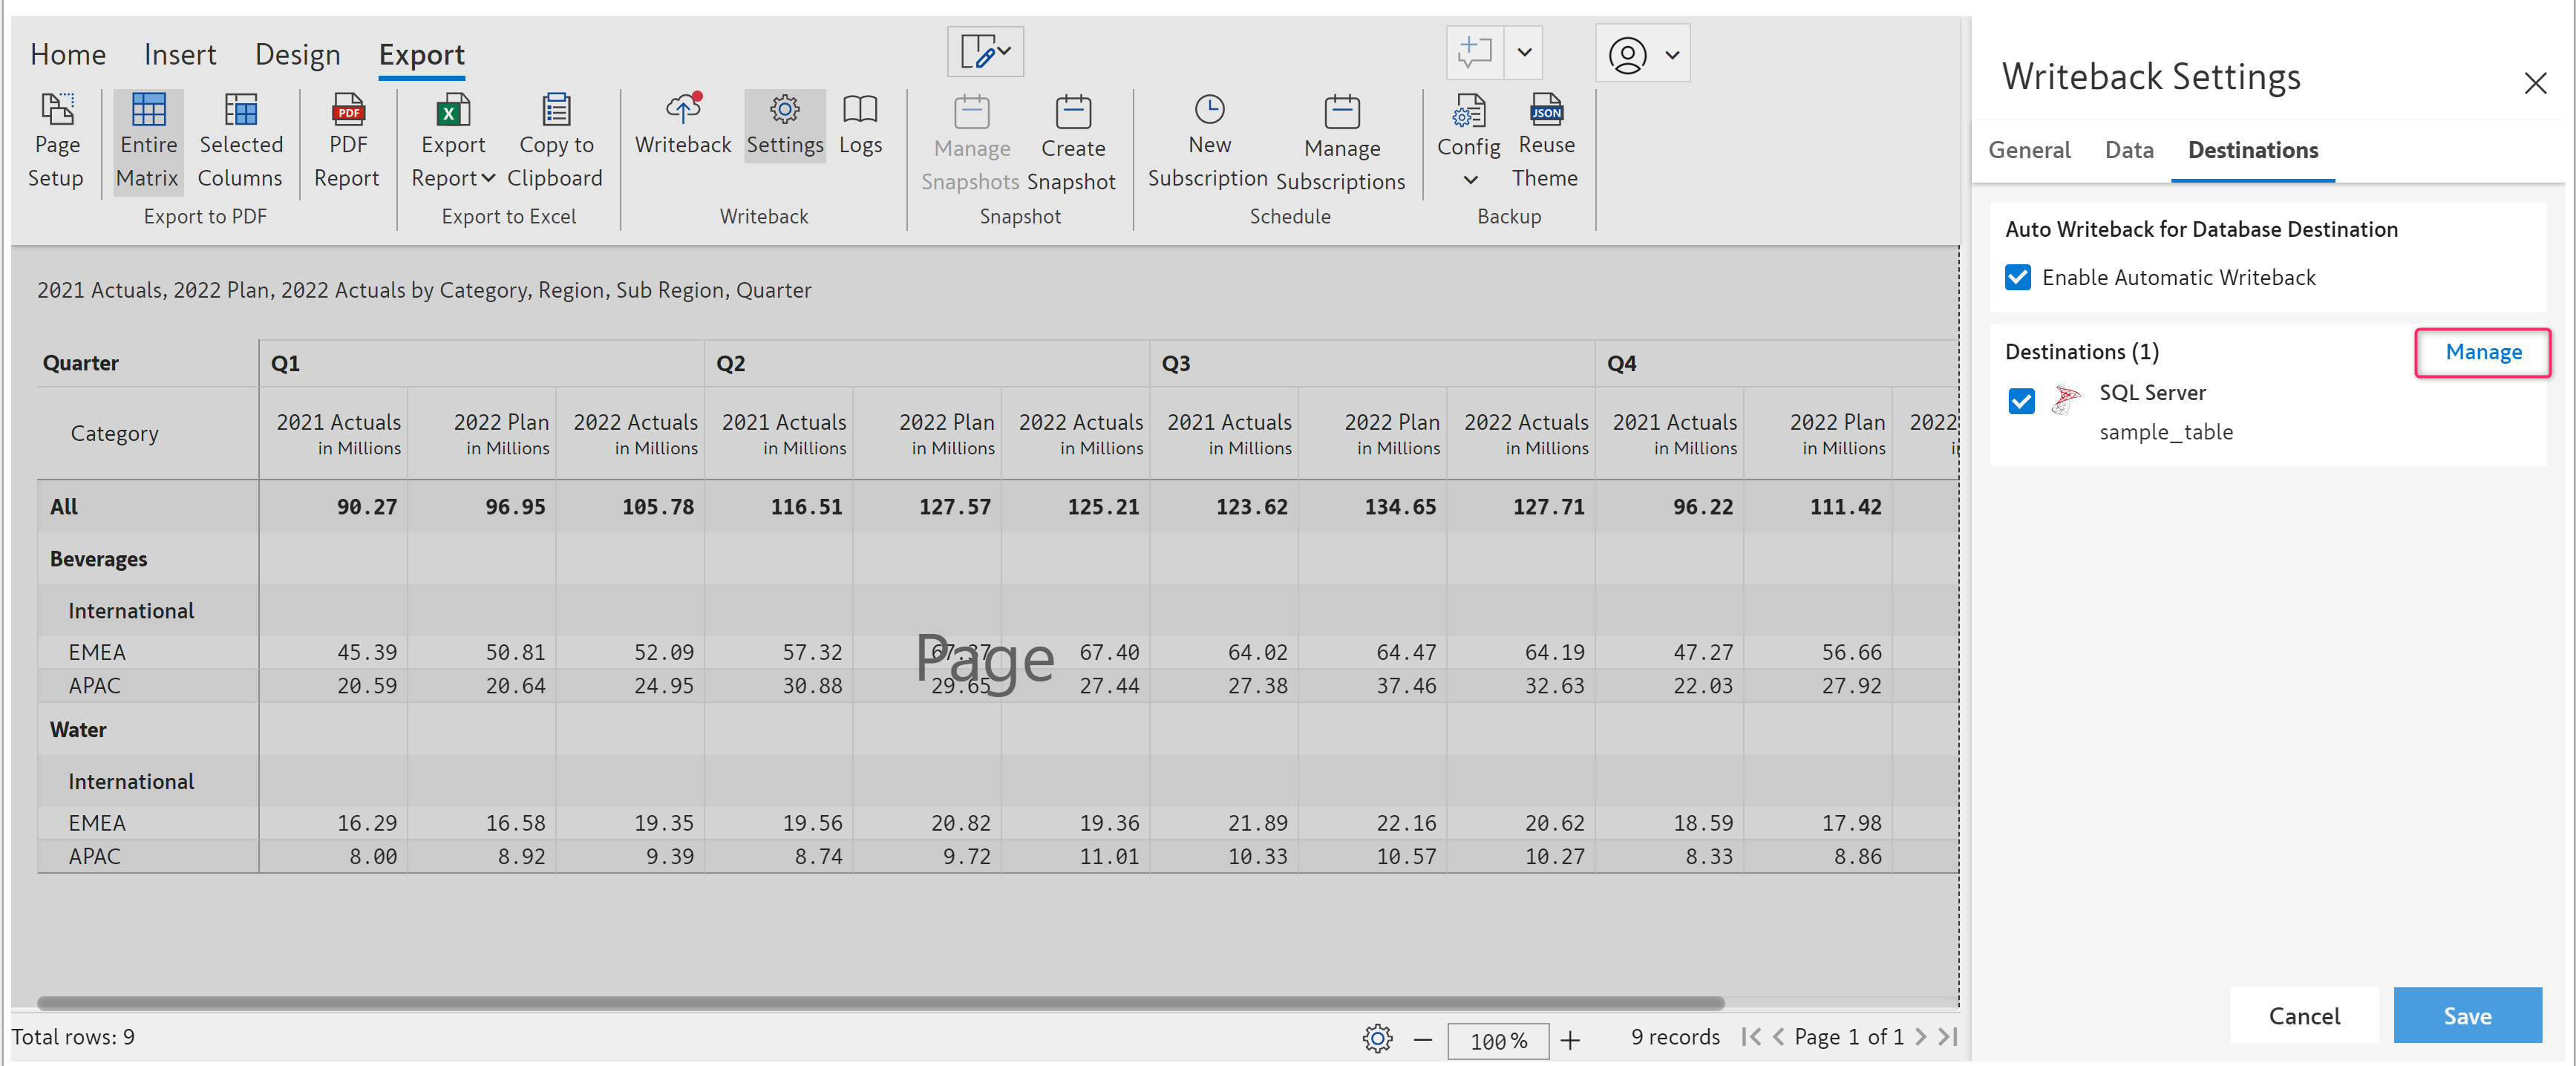 Home Insert Design Export
Page Setup
Entire Matrix
Selected Columns
Export to PDF
PDF Report
Export Report
Copy to Clipboard
Export to Excel
Writeback Settings Logs
Writeback
Manage Snapshots
Create Snapshot
Snapshot
New Subscription
Manage Subscriptions
Schedule
Config
Reuse Theme
Backup
PDF
X
JSON
2021 Actuals, 2022 Plan, 2022 Actuals by Category, Region, Sub Region, Quarter
Quarter Q1 Q2 Q3 Q4
Category 2021 Actuals 2022 Plan 2022 Actuals 2021 Actuals 2022 Plan 2022 Actuals 2021 Actuals 2022 Plan 2022 Actuals 2021 Actuals 2022 Plan 2022
in Millions in Millions in Millions in Millions in Millions in Millions in Millions in Millions in Millions in Millions in Millions
All 90.27 96.95 105.78 116.51 127.57 125.21 123.62 134.65 127.71 96.22 111.42
Beverages
International
EMEA 45.39 50.81 52.09 57.32 67.37 67.40 64.02 64.47 64.19 47.27 56.66
APAC 20.59 20.64 24.95 30.88 29.65 27.44 27.38 37.46 32.63 22.03 27.92
Page
Water
International
EMEA 16.29 16.58 19.35 19.56 20.82 19.36 21.89 22.16 20.62 18.59 17.98
APAC 8.00 8.92 9.39 8.74 9.72 11.01 10.33 10.57 10.27 8.33 8.86
Total rows: 9
100 %
9 records
Page 1 of 1
Writeback Settings
General Data Destinations
Auto Writeback for Database Destination
Enable Automatic Writeback
Destinations (1) Manage
SQL Server
sample_table
Cancel Save